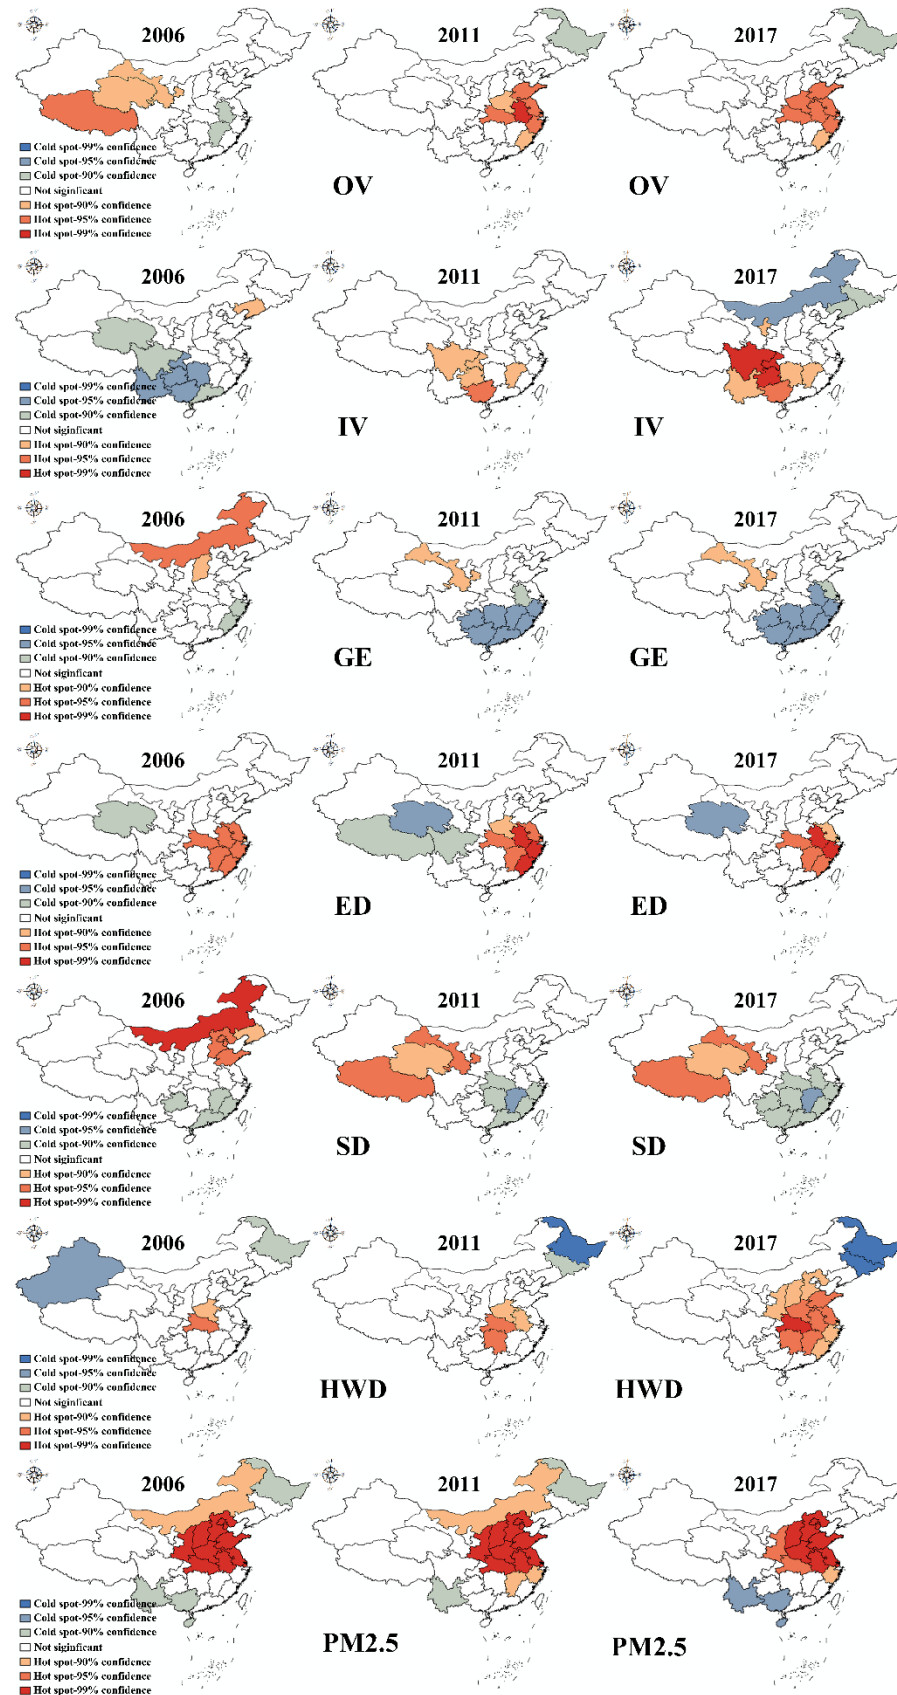 2006
2011
2017
Cold spot-99% confidence
Cold spot-95% confidence
Cold spot-90% confidence
Not siginficant
Hot spot-90% confidence
Hot spot-95% confidence
Hot spot-99% confidence
OV
OV
2006
2011
2017
Cold spot-99% confidence
Cold spot-95% confidence
Cold spot-90% confidence
Not siginficant
Hot spot-90% confidence
Hot spot-95% confidence
Hot spot-99% confidence
IV
IV
2006
2011
2017
Cold spot-99% confidence
Cold spot-95% confidence
Cold spot-90% confidence
Not siginficant
Hot spot-90% confidence
Hot spot-95% confidence
Hot spot-99% confidence
GE
GE
2006
2011
2017
Cold spot-99% confidence
Cold spot-95% confidence
Cold spot-90% confidence
Not siginficant
Hot spot-90% confidence
Hot spot-95% confidence
Hot spot-99% confidence
ED
ED
2006
2011
2017
Cold spot-99% confidence
Cold spot-95% confidence
Cold spot-90% confidence
Not siginficant
Hot spot-90% confidence
Hot spot-95% confidence
Hot spot-99% confidence
SD
SD
2006
2011
2017
Cold spot-99% confidence
Cold spot-95% confidence
Cold spot-90% confidence
Not siginficant
Hot spot-90% confidence
Hot spot-95% confidence
Hot spot-99% confidence
HWD
HWD
2006
2011
2017
Cold spot-99% confidence
Cold spot-95% confidence
Cold spot-90% confidence
Not siginficant
Hot spot-90% confidence
Hot spot-95% confidence
Hot spot-99% confidence
PM2.5
PM2.5